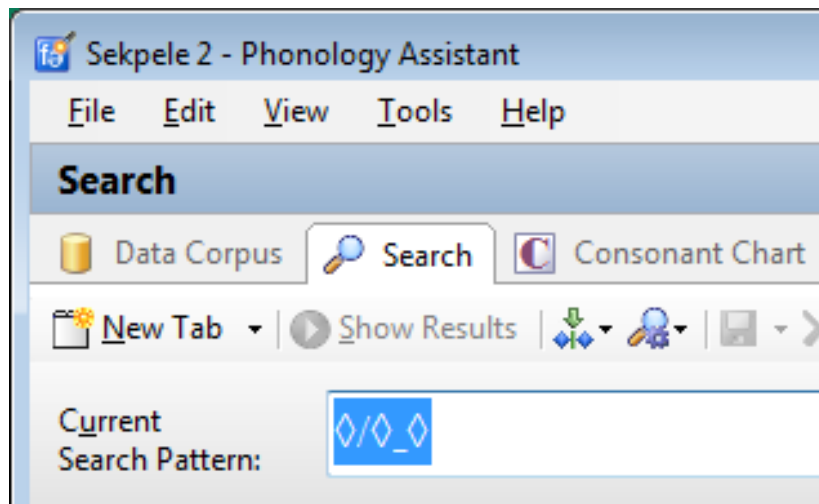 Sekpele 2 - Phonology Assistant
File Edit View Tools Help
Search
Data Corpus Search C Consonant Chart
New Tab Show Results
Current
Search Pattern: ◊/◊_◊